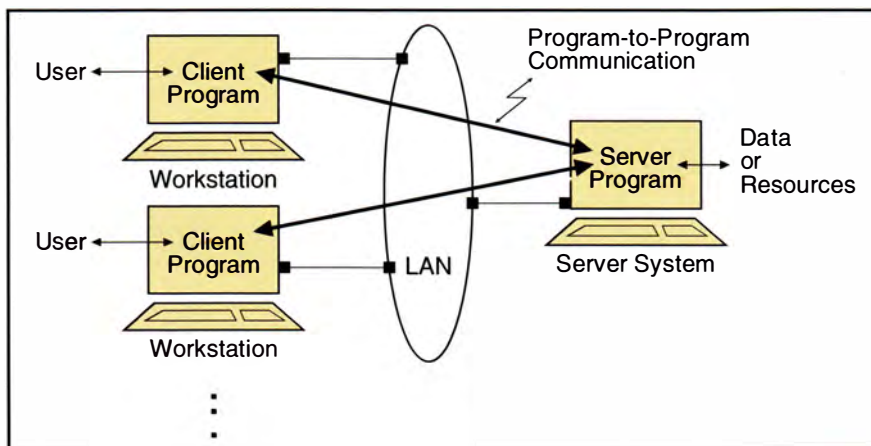 Program-to-Program
Communication
User
Client
Program
Workstation
User
Client
Program
Workstation
LAN
Server
Program
Server System
Data
or
Resources